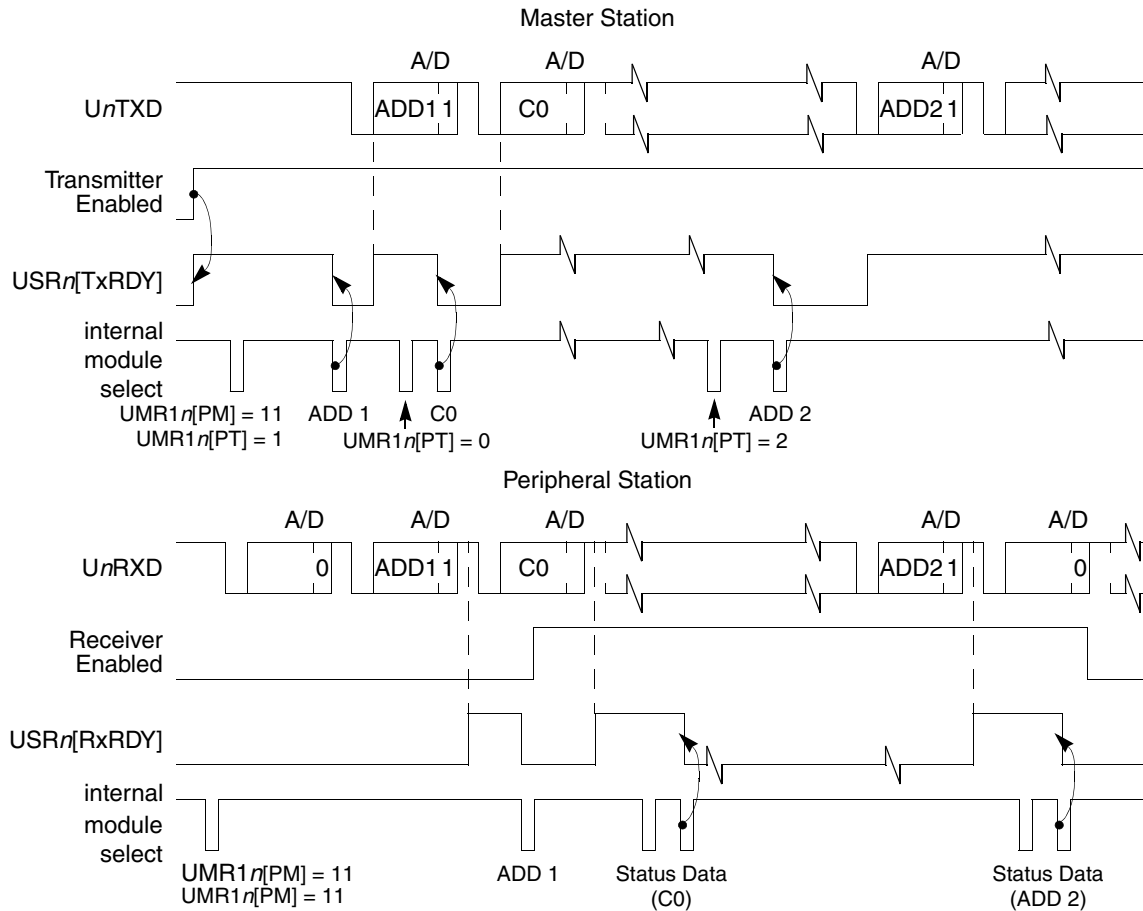 Master Station
A/D A/D A/D
UnTXD ADD1 1 C0 ADD2 1
Transmitter
Enabled
USRn[TxRDY]
internal
module
select
UMR1n[PM] = 11 ADD 1 C0 ADD 2
UMR1n[PT] = 1 UMR1n[PT] = 0 UMR1n[PT] = 2
Peripheral Station
A/D A/D A/D A/D A/D
UnRXD 0 ADD1 1 C0 ADD2 1 0
Receiver
Enabled
USRn[RxRDY]
internal
module
select
UMR1n[PM] = 11 ADD 1 Status Data Status Data
UMR1n[PM] = 11 (C0) (ADD 2)